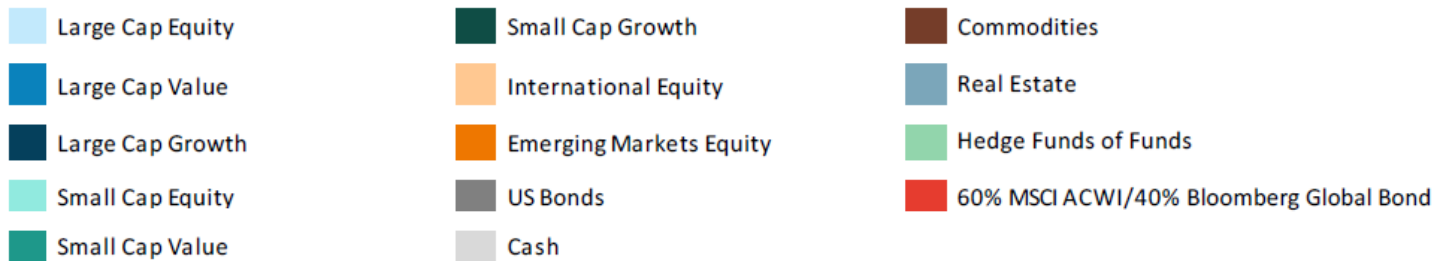 Large Cap Equity
Large Cap Value
Large Cap Growth
Small Cap Equity
Small Cap Value
Small Cap Growth
International Equity
Emerging Markets Equity
US Bonds
Cash
Commodities
Real Estate
Hedge Funds of Funds
60% MSCI ACWI/40% Bloomberg Global Bond